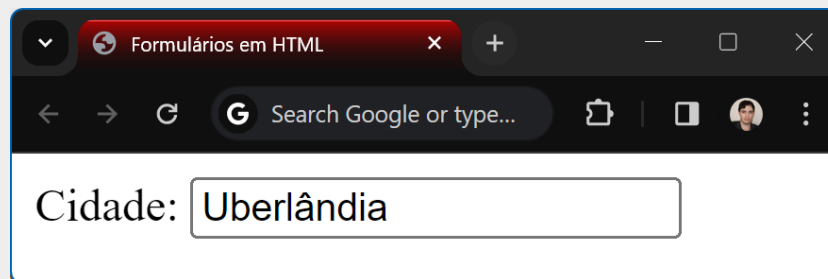 Formulários em HTML
Search Google or type...
Cidade: Uberlândia